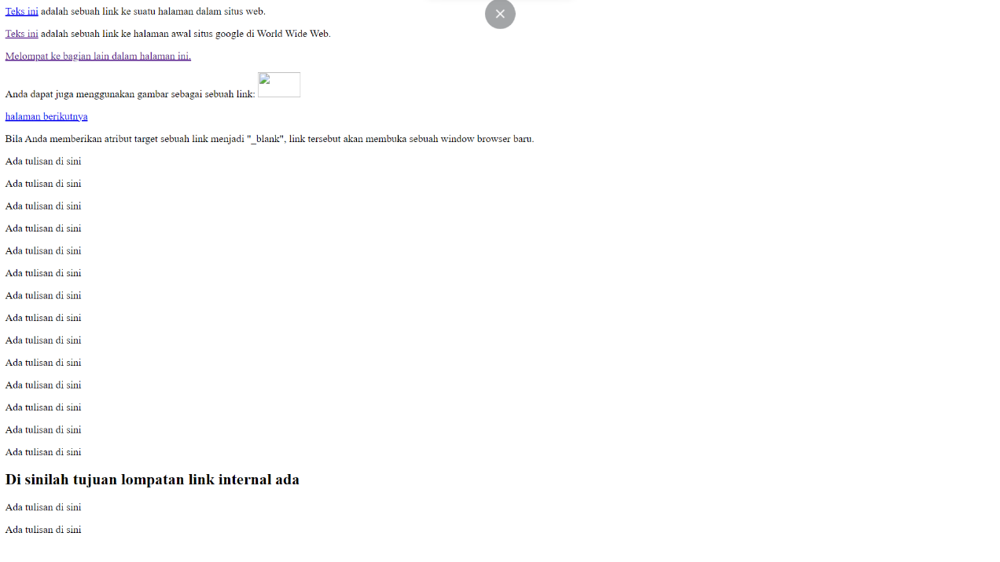 Teks ini adalah sebuah link ke suatu halaman dalam situs web.
Teks ini adalah sebuah link ke halaman awal situs google di World Wide Web.
Melompat ke bagian lain dalam halaman ini.
Anda dapat juga menggunakan gambar sebagai sebuah link:
halaman berikutnya
Bila Anda memberikan atribut target sebuah link menjadi "_blank", link tersebut akan membuka sebuah window browser baru.
Ada tulisan di sini
Ada tulisan di sini
Ada tulisan di sini
Ada tulisan di sini
Ada tulisan di sini
Ada tulisan di sini
Ada tulisan di sini
Ada tulisan di sini
Ada tulisan di sini
Ada tulisan di sini
Ada tulisan di sini
Ada tulisan di sini
Ada tulisan di sini
Ada tulisan di sini
Di sinilah tujuan lompatan link internal ada
Ada tulisan di sini
Ada tulisan di sini